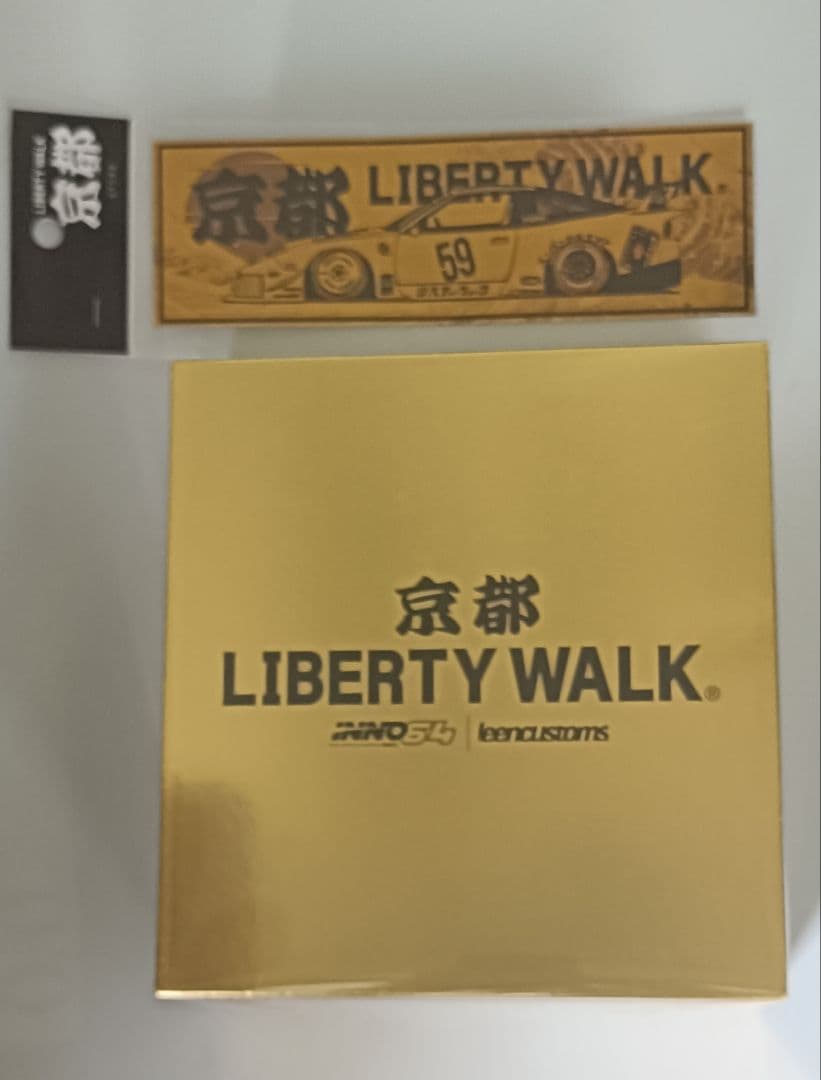 LIBERTY WALK
京都
京都 LIBERTY WALK.
59
京都
LIBERTY WALK®
INNO64 | leencustoms